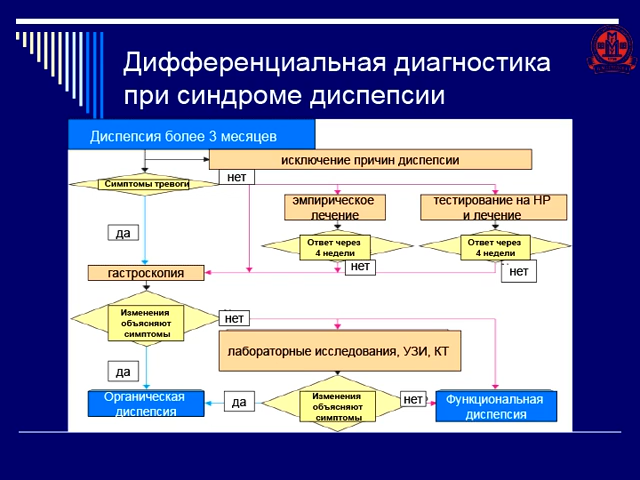 Дифференциальная диагностика
при синдроме диспепсии
Диспепсия более 3 месяцев
исключение причин диспепсии
Симптомы тревоги
нет
эмпирическое
лечение
тестирование на НР
и лечение
да
Ответ через
4 недели
Ответ через
4 недели
нет
нет
гастроскопия
Изменения
объясняют
симптомы
нет
лабораторные исследования, УЗИ, КТ
да
Органическая
диспепсия
да
Изменения
объясняют
симптомы
нет
Функциональная
диспепсия